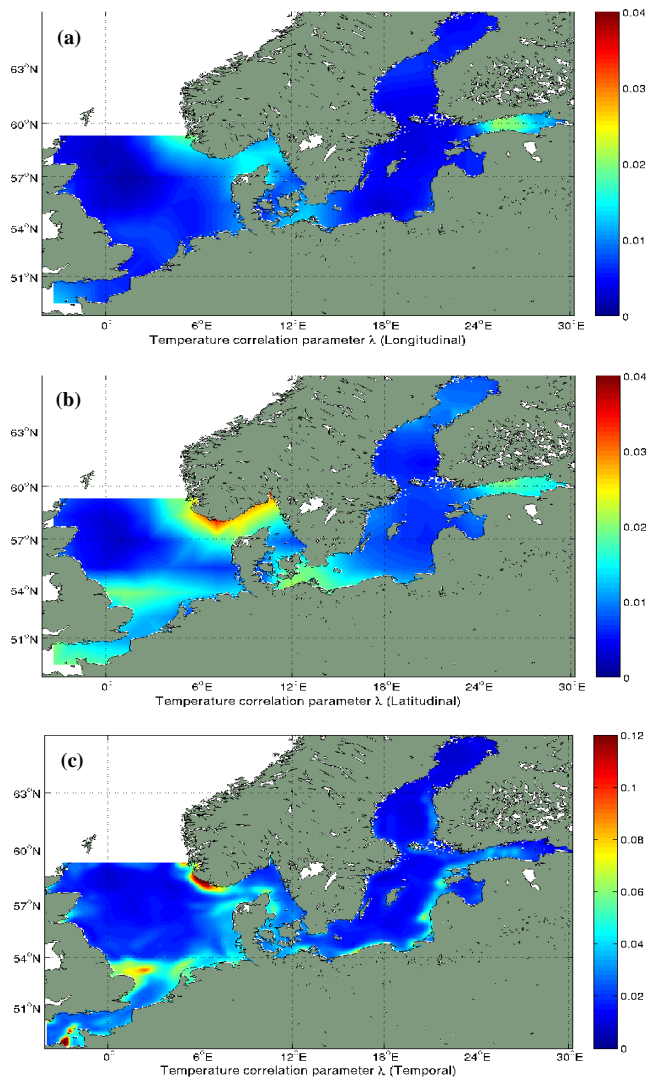 (a)
63°N
60°N
57°N
54°N
51°N
0° 6°E 12°E 18°E 24°E 30°E
Temperature correlation parameter λ (Longitudinal)
0.04
0.03
0.02
0.01
0
(b)
63°N
60°N
57°N
54°N
51°N
0° 6°E 12°E 18°E 24°E 30°E
Temperature correlation parameter λ (Latitudinal)
0.04
0.03
0.02
0.01
0
(c)
63°N
60°N
57°N
54°N
51°N
0° 6°E 12°E 18°E 24°E 30°E
Temperature correlation parameter λ (Temporal)
0.12
0.1
0.08
0.06
0.04
0.02
0